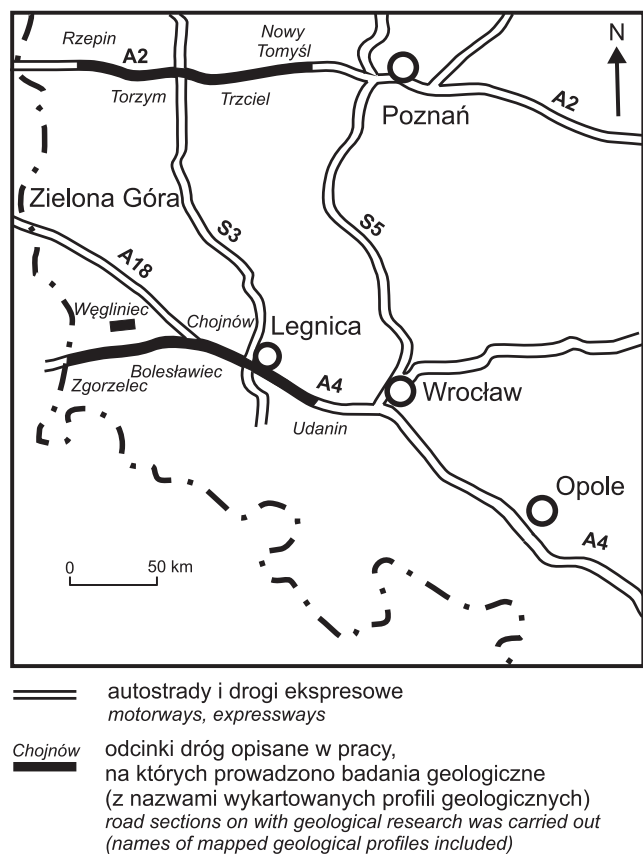 Rzepin
Nowy
Tomyśl
N
A2
Torzym
Trzciel
Poznań
A2
Zielona Góra
S3
S5
A18
Węgliniec
Chojnów
Legnica
Bolesławiec
Zgorzelec
A4
Wrocław
Udanin
Opole
A4
0 50 km
autostrady i drogi ekspresowe
motorways, expressways
Chojnów
odcinki dróg opisane w pracy,
na których prowadzono badania geologiczne
(z nazwami wykartowanych profili geologicznych)
road sections on with geological research was carried out
(names of mapped geological profiles included)